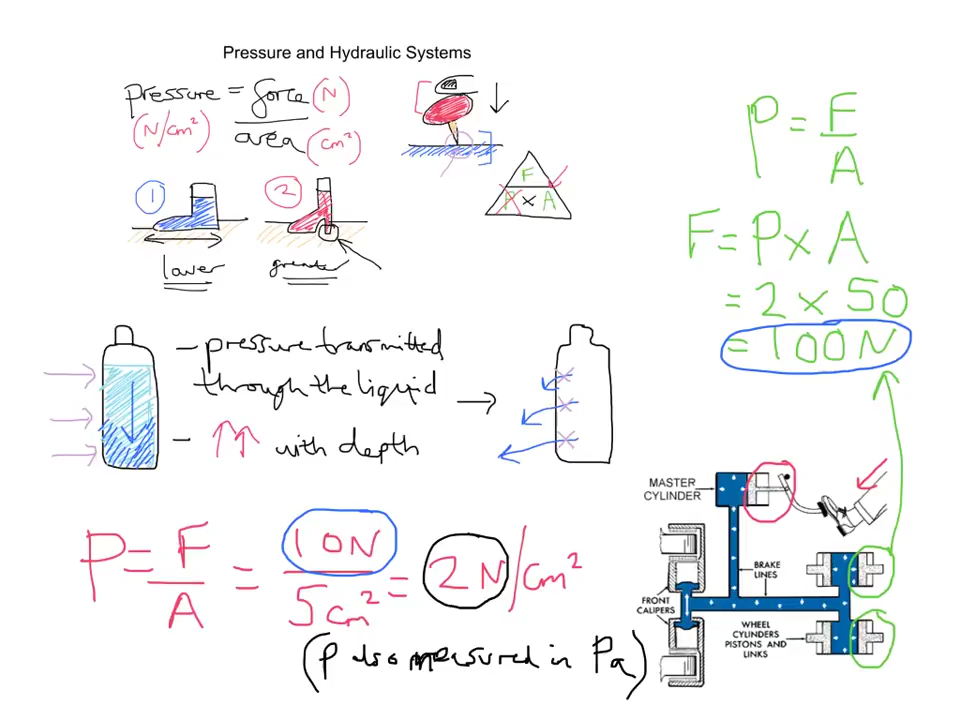 Pressure and Hydraulic Systems
pressure = force (N)
(N/cm²) area (cm²)
F
P x A
1
2
lower
greater
- pressure transmitted
through the liquid
- ↑↑ with depth
P = F/A = 10N/5cm² = 2N/cm²
(P also measured in Pa)
P = F/A
F = P x A
= 2 x 50
= 100N
MASTER
CYLINDER
BRAKE
LINES
FRONT
CALIPERS
WHEEL
CYLINDERS
PISTONS AND
LINKS